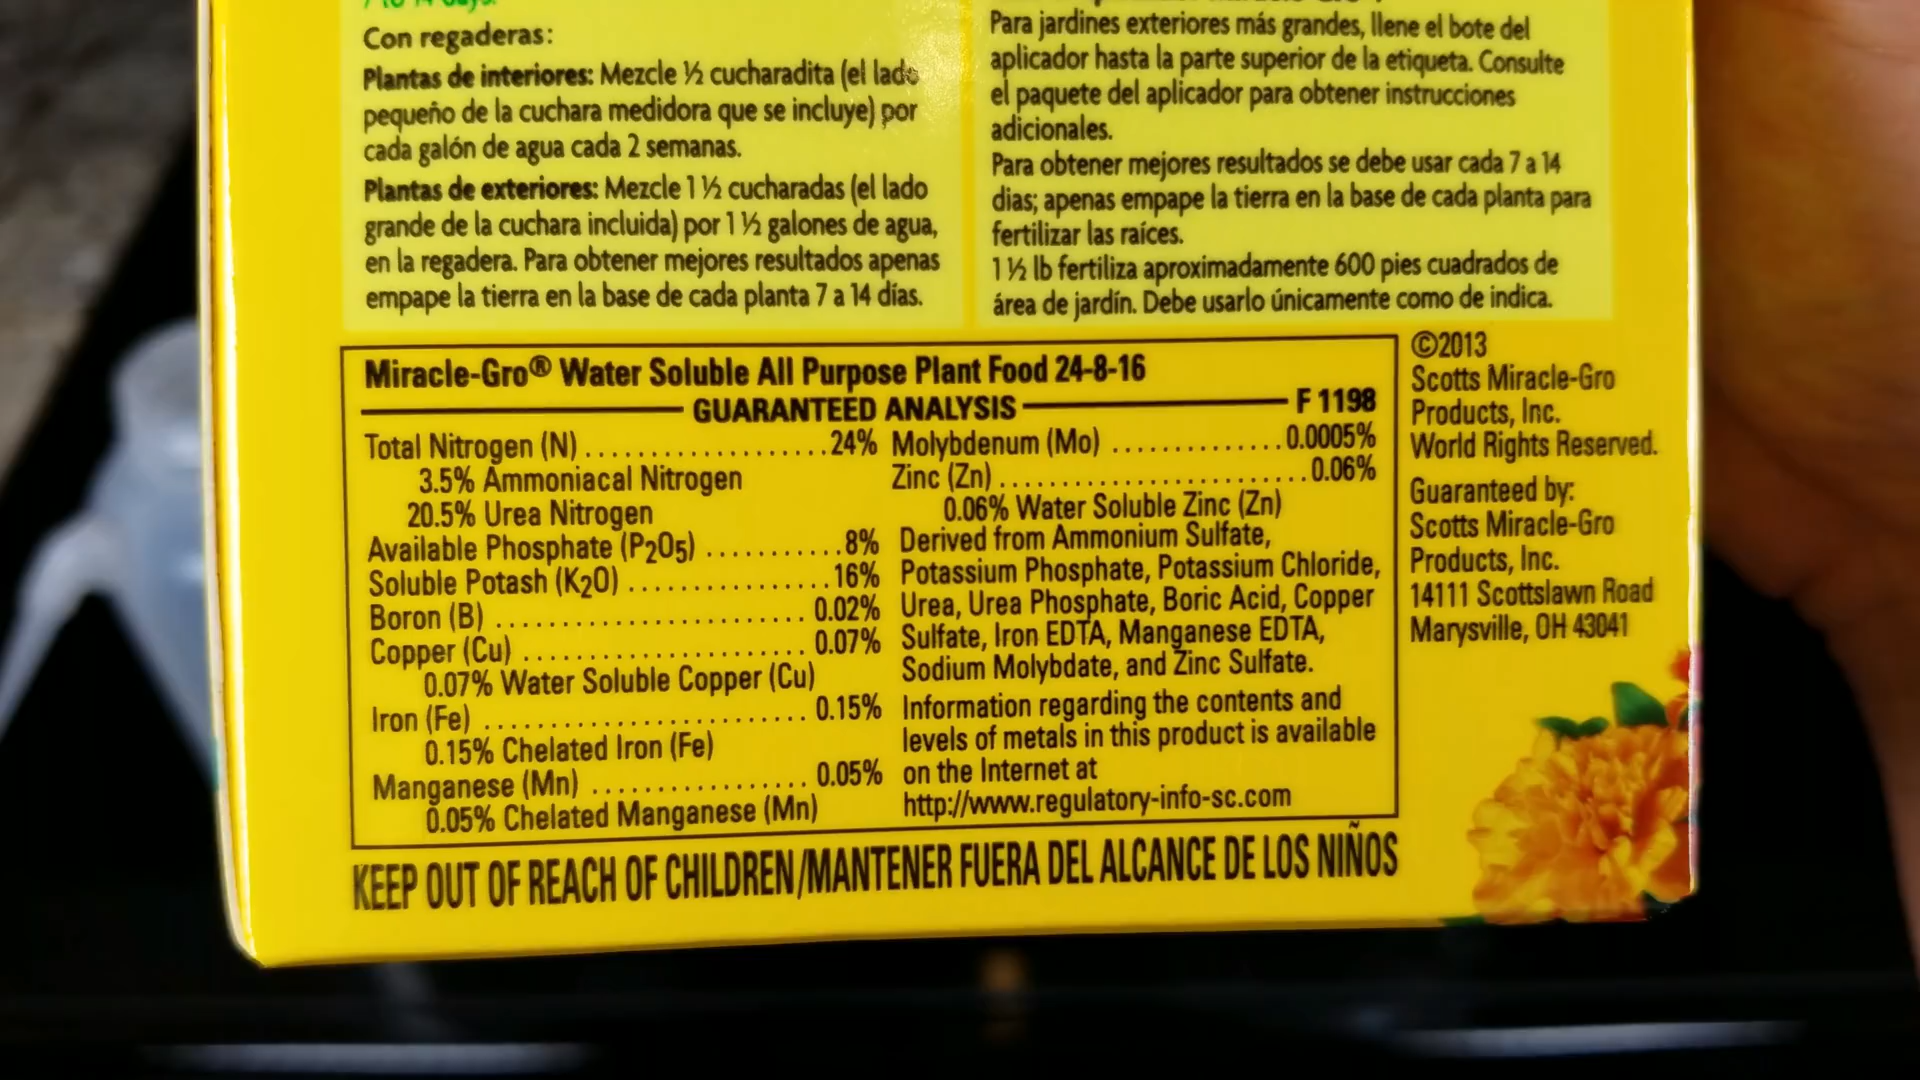 Con regaderas:
Plantas de interiores: Mezcle ½ cucharadita (el lado
pequeño de la cuchara medidora que se incluye) por
cada galón de agua cada 2 semanas.
Plantas de exteriores: Mezcle 1 ½ cucharadas (el lado
grande de la cuchara incluida) por 1 ½ galones de agua,
en la regadera. Para obtener mejores resultados apenas
empape la tierra en la base de cada planta 7 a 14 días.
Para jardines exteriores más grandes, llene el bote del
aplicador hasta la parte superior de la etiqueta. Consulte
el paquete del aplicador para obtener instrucciones
adicionales.
Para obtener mejores resultados se debe usar cada 7 a 14
dias; apenas empape la tierra en la base de cada planta para
fertilizar las raíces.
1 ½ lb fertiliza aproximadamente 600 pies cuadrados de
área de jardín. Debe usarlo únicamente como de indica.
Miracle-Gro® Water Soluble All Purpose Plant Food 24-8-16
GUARANTEED ANALYSIS
F 1198
Total Nitrogen (N) .................. 24%
3.5% Ammoniacal Nitrogen
20.5% Urea Nitrogen
Available Phosphate (P2O5) ........... 8%
Soluble Potash (K2O) ................ 16%
Boron (B) ........................ 0.02%
Copper (Cu) ...................... 0.07%
0.07% Water Soluble Copper (Cu)
Iron (Fe) ......................... 0.15%
0.15% Chelated Iron (Fe)
Manganese (Mn) ................ 0.05%
0.05% Chelated Manganese (Mn)
Molybdenum (Mo) ............. 0.0005%
Zinc (Zn) ........................ 0.06%
0.06% Water Soluble Zinc (Zn)
Derived from Ammonium Sulfate,
Potassium Phosphate, Potassium Chloride,
Urea, Urea Phosphate, Boric Acid, Copper
Sulfate, Iron EDTA, Manganese EDTA,
Sodium Molybdate, and Zinc Sulfate.
Information regarding the contents and
levels of metals in this product is available
on the Internet at
http://www.regulatory-info-sc.com
©2013
Scotts Miracle-Gro
Products, Inc.
World Rights Reserved.
Guaranteed by:
Scotts Miracle-Gro
Products, Inc.
14111 Scottslawn Road
Marysville, OH 43041
KEEP OUT OF REACH OF CHILDREN/MANTENER FUERA DEL ALCANCE DE LOS NIÑOS